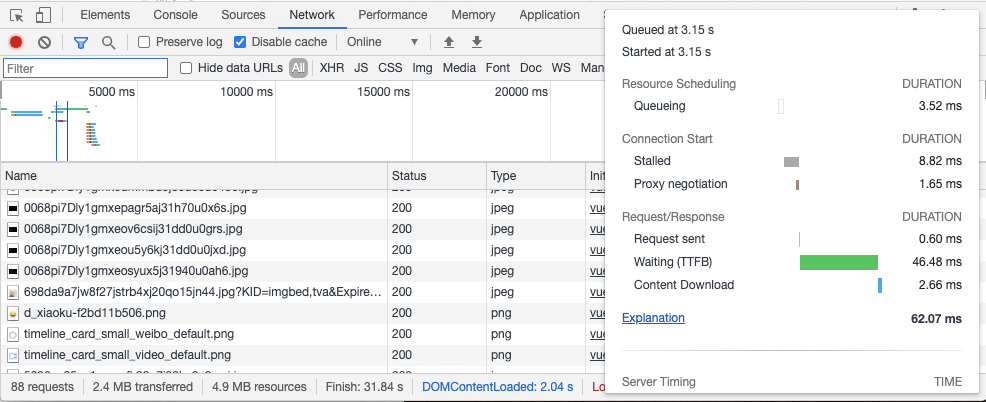 Elements Console Sources Network Performance Memory Application
Preserve log Disable cache Online
Filter Hide data URLs All XHR JS CSS Img Media Font Doc WS Man
5000 ms 10000 ms 15000 ms 20000 ms
Name Status Type Init
200 jpeg
0068pi7Dly1gmxepagr5aj31h70u0x6s.jpg 200 jpeg vue
0068pi7Dly1gmxeov6csij31dd0u0grs.jpg 200 jpeg vue
0068pi7Dly1gmxeou5y6kj31dd0u0jxd.jpg 200 jpeg vue
0068pi7Dly1gmxeosyux5j31940u0ah6.jpg 200 jpeg vue
698da9a7jw8f27jstrb4xj20qo15jn44.jpg?KID=imgbed,tva&Expire... 200 jpeg vue
d_xiaoku-f2bd11b506.png 200 png vue
timeline_card_small_weibo_default.png 200 png vue
timeline_card_small_video_default.png 200 png vue
88 requests 2.4 MB transferred 4.9 MB resources Finish: 31.84 s DOMContentLoaded: 2.04 s Lo
Queued at 3.15 s
Started at 3.15 s
Resource Scheduling DURATION
Queueing 3.52 ms
Connection Start DURATION
Stalled 8.82 ms
Proxy negotiation 1.65 ms
Request/Response DURATION
Request sent 0.60 ms
Waiting (TTFB) 46.48 ms
Content Download 2.66 ms
Explanation 62.07 ms
Server Timing TIME